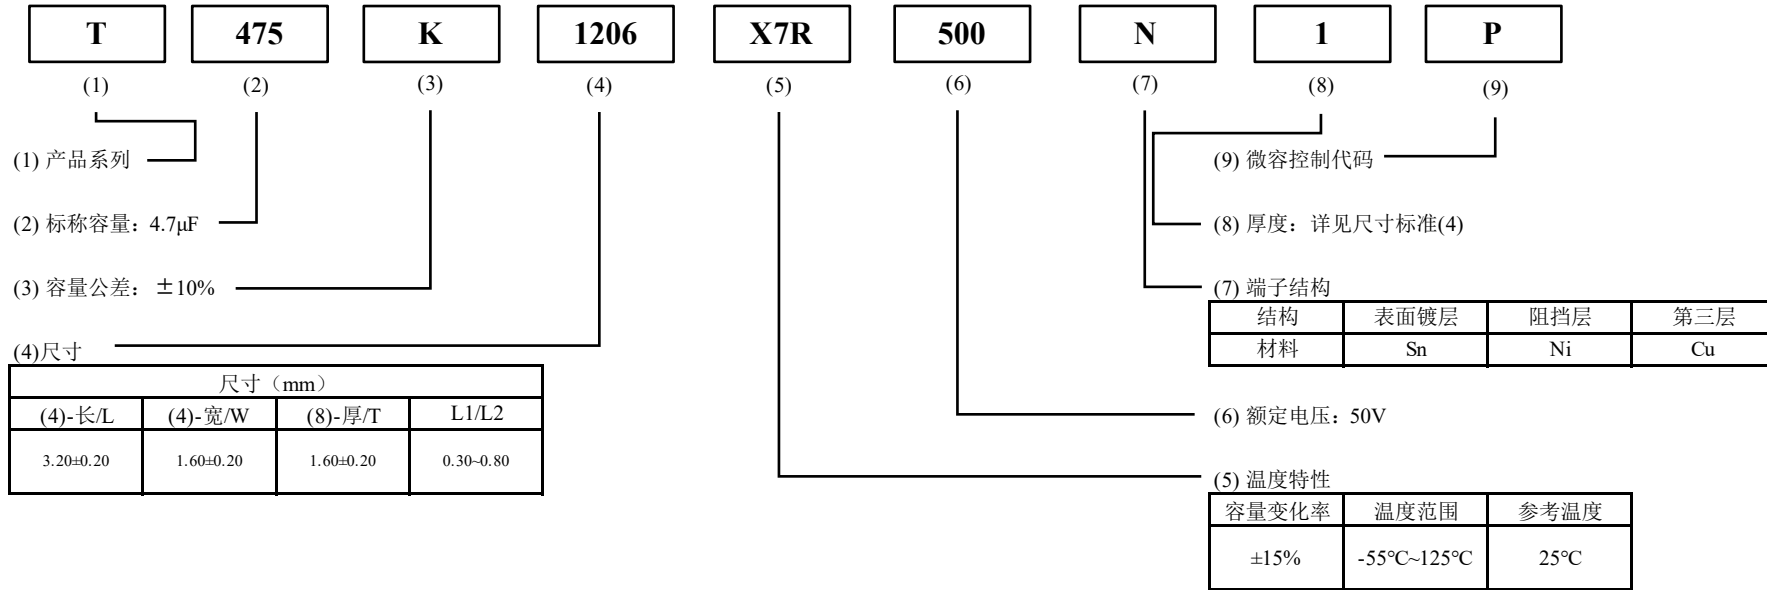 T 475 K 1206 X7R 500 N 1 P
(1) (2) (3) (4) (5) (6) (7) (8) (9)
(1) 产品系列
(9) 微容控制代码
(2) 标称容量：4.7μF
(8) 厚度：详见尺寸标准(4)
(3) 容量公差：±10%
(7) 端子结构
结构 表面镀层 阻挡层 第三层
材料 Sn Ni Cu
(4)尺寸
尺寸（mm）
(4)-长/L (4)-宽/W (8)-厚/T L1/L2
3.20±0.20 1.60±0.20 1.60±0.20 0.30~0.80
(6) 额定电压：50V
(5) 温度特性
容量变化率 温度范围 参考温度
±15% -55℃~125℃ 25℃